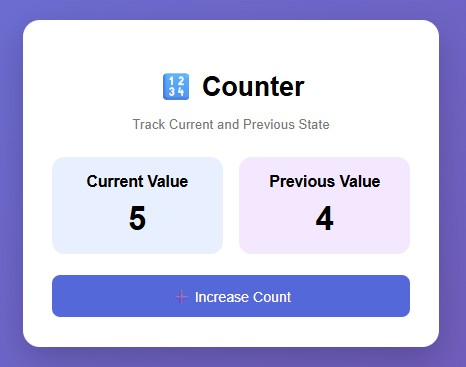 🔢 Counter
Track Current and Previous State
Current Value
5
Previous Value
4
➕ Increase Count